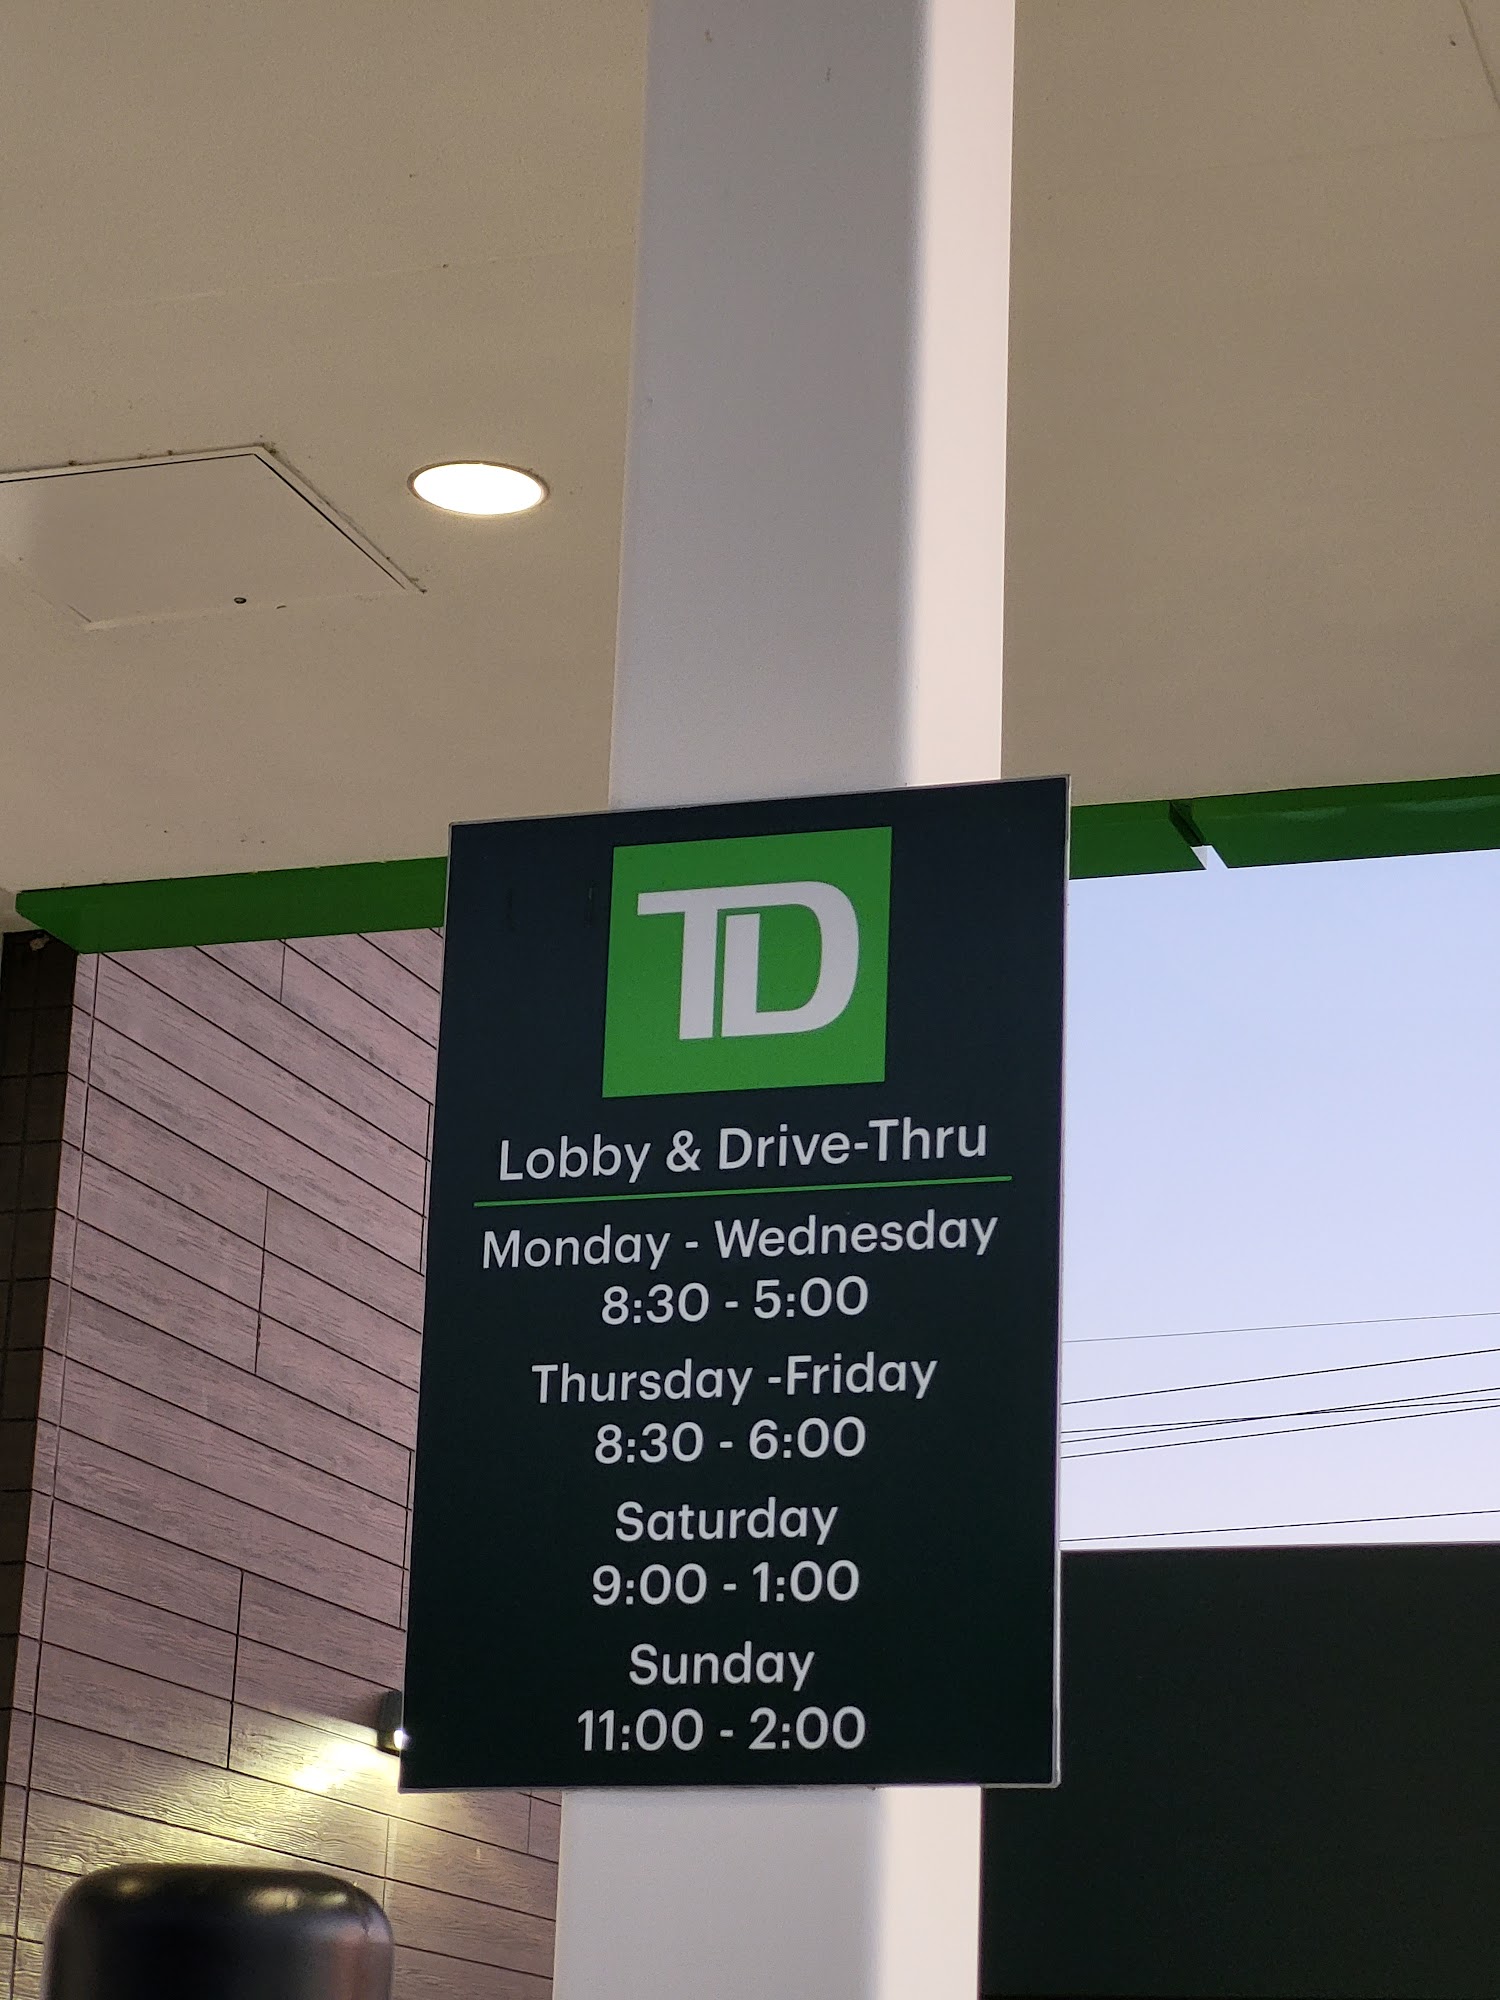 TD
Lobby & Drive-Thru
Monday - Wednesday
8:30 - 5:00
Thursday -Friday
8:30 - 6:00
Saturday
9:00 - 1:00
Sunday
11:00 - 2:00